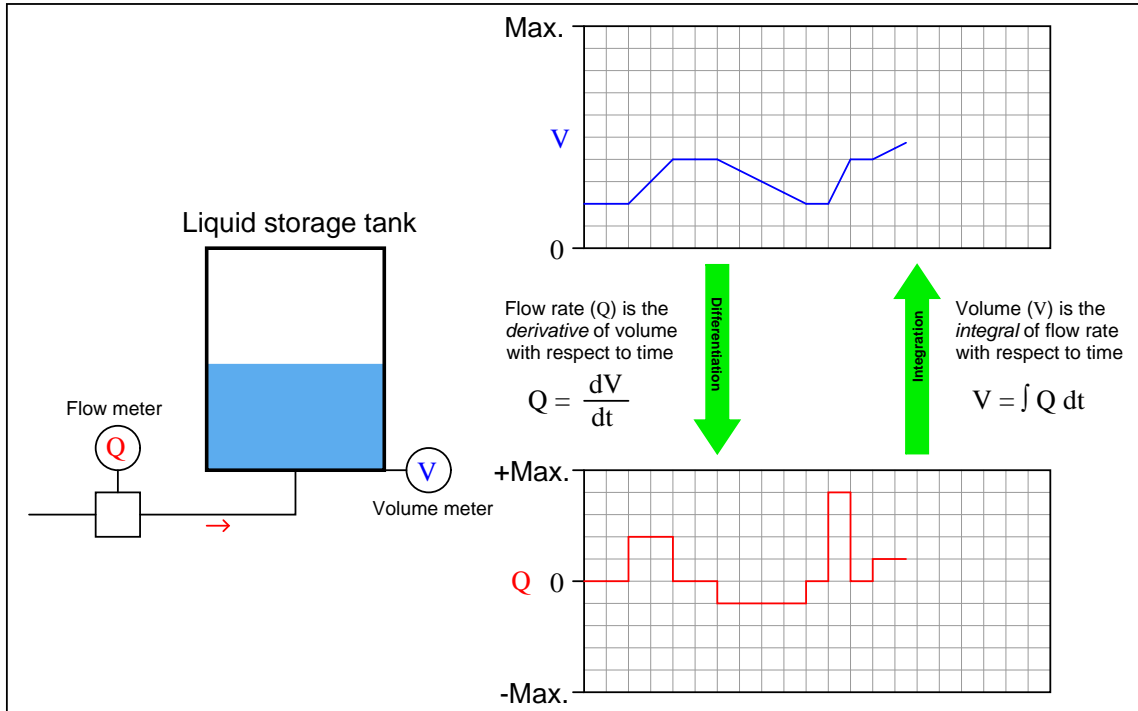 Max.
V
0
Liquid storage tank
Flow meter
Q
V
Volume meter
Flow rate (Q) is the
derivative of volume
with respect to time
Q = dV
dt
Differentiation
Integration
Volume (V) is the
integral of flow rate
with respect to time
V = ∫ Q dt
+Max.
Q 0
-Max.